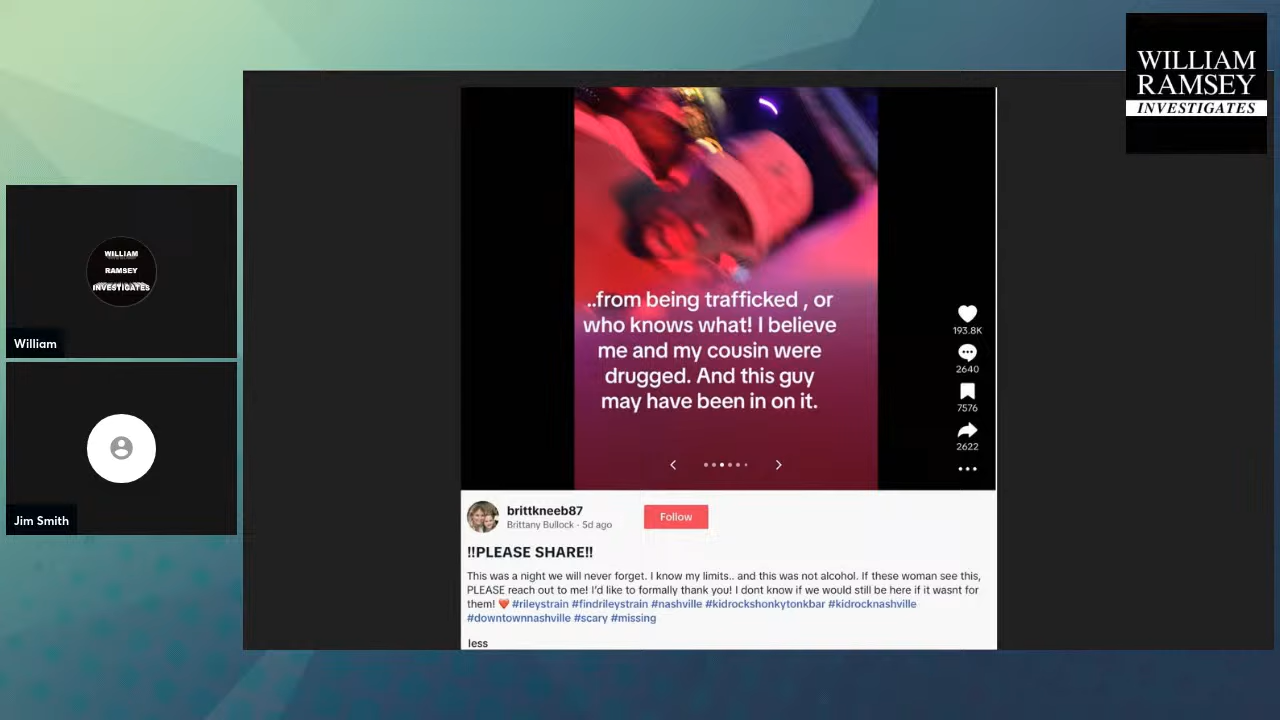 WILLIAM
RAMSEY
INVESTIGATES
WILLIAM
RAMSEY
INVESTIGATES
William
Jim Smith
..from being trafficked , or
who knows what! I believe
me and my cousin were
drugged. And this guy
may have been in on it.
193.8K
2640
7576
2622
brittkneeb87
Brittany Bullock · 5d ago
Follow
!!PLEASE SHARE!!
This was a night we will never forget. I know my limits.. and this was not alcohol. If these woman see this,
PLEASE reach out to me! I'd like to formally thank you! I dont know if we would still be here if it wasnt for
them! ❤️ #rileystrain #findrileystrain #nashville #kidrockshonkytonkbar #kidrocknashville
#downtownnashville #scary #missing
less